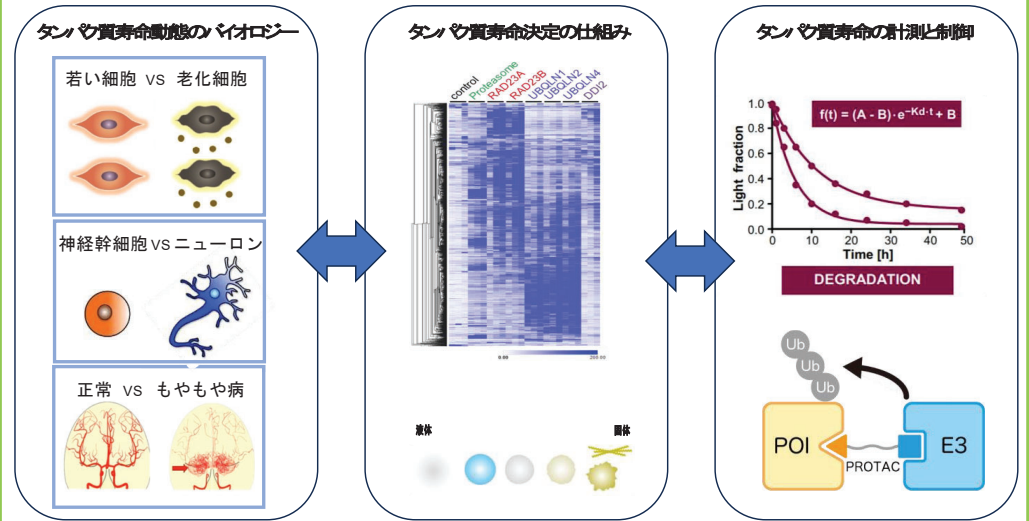 タンパク質寿命動態のバイオロジー
若い細胞 vs 老化細胞
神経幹細胞 vs ニューロン
正常 vs もやもや病
タンパク質寿命決定の仕組み
control
Proteasome
RAD23A
RAD23B
UBQLN1
UBQLN2
UBQLN4
DDI2
0.00
200.00
液体
固体
タンパク質寿命の計測と制御
f(t) = (A - B)·e−Kd·t + B
Light fraction
1.0
0.8
0.6
0.4
0.2
0.0
0 10 20 30 40 50
Time [h]
DEGRADATION
Ub
Ub
Ub
POI
PROTAC
E3